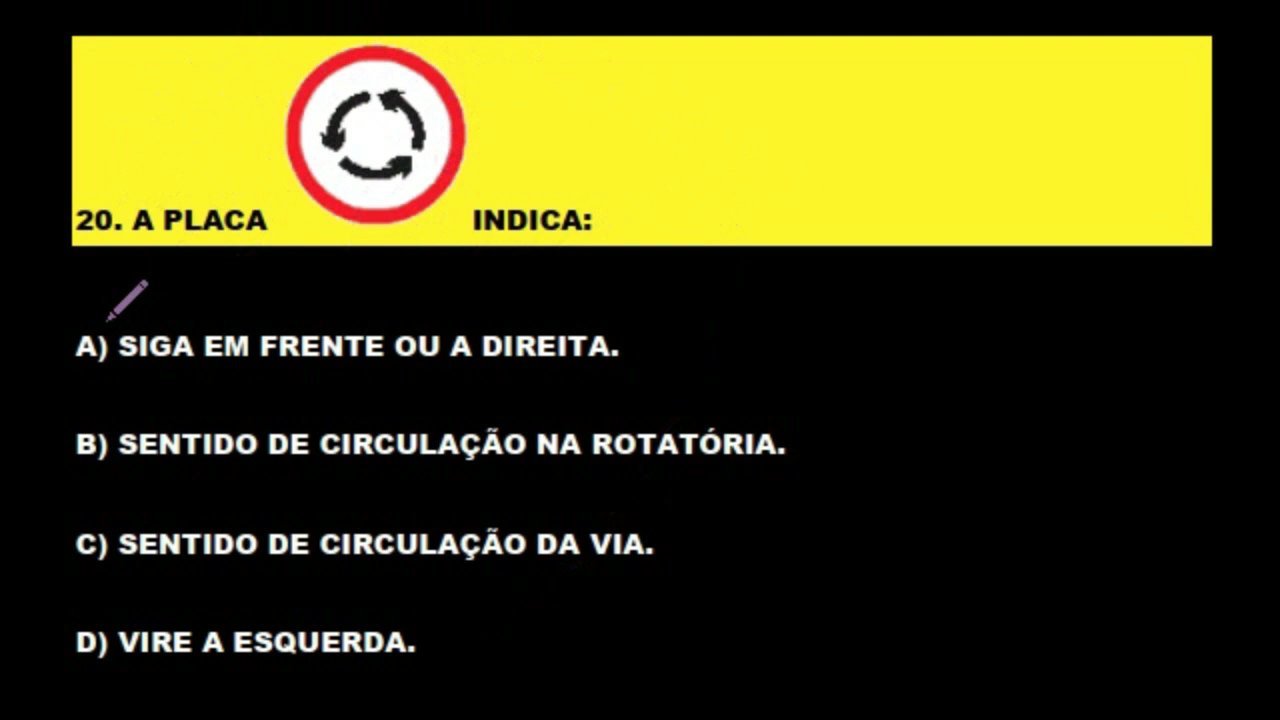 20. A PLACA INDICA:
A) SIGA EM FRENTE OU A DIREITA.
B) SENTIDO DE CIRCULAÇÃO NA ROTATÓRIA.
C) SENTIDO DE CIRCULAÇÃO DA VIA.
D) VIRE A ESQUERDA.